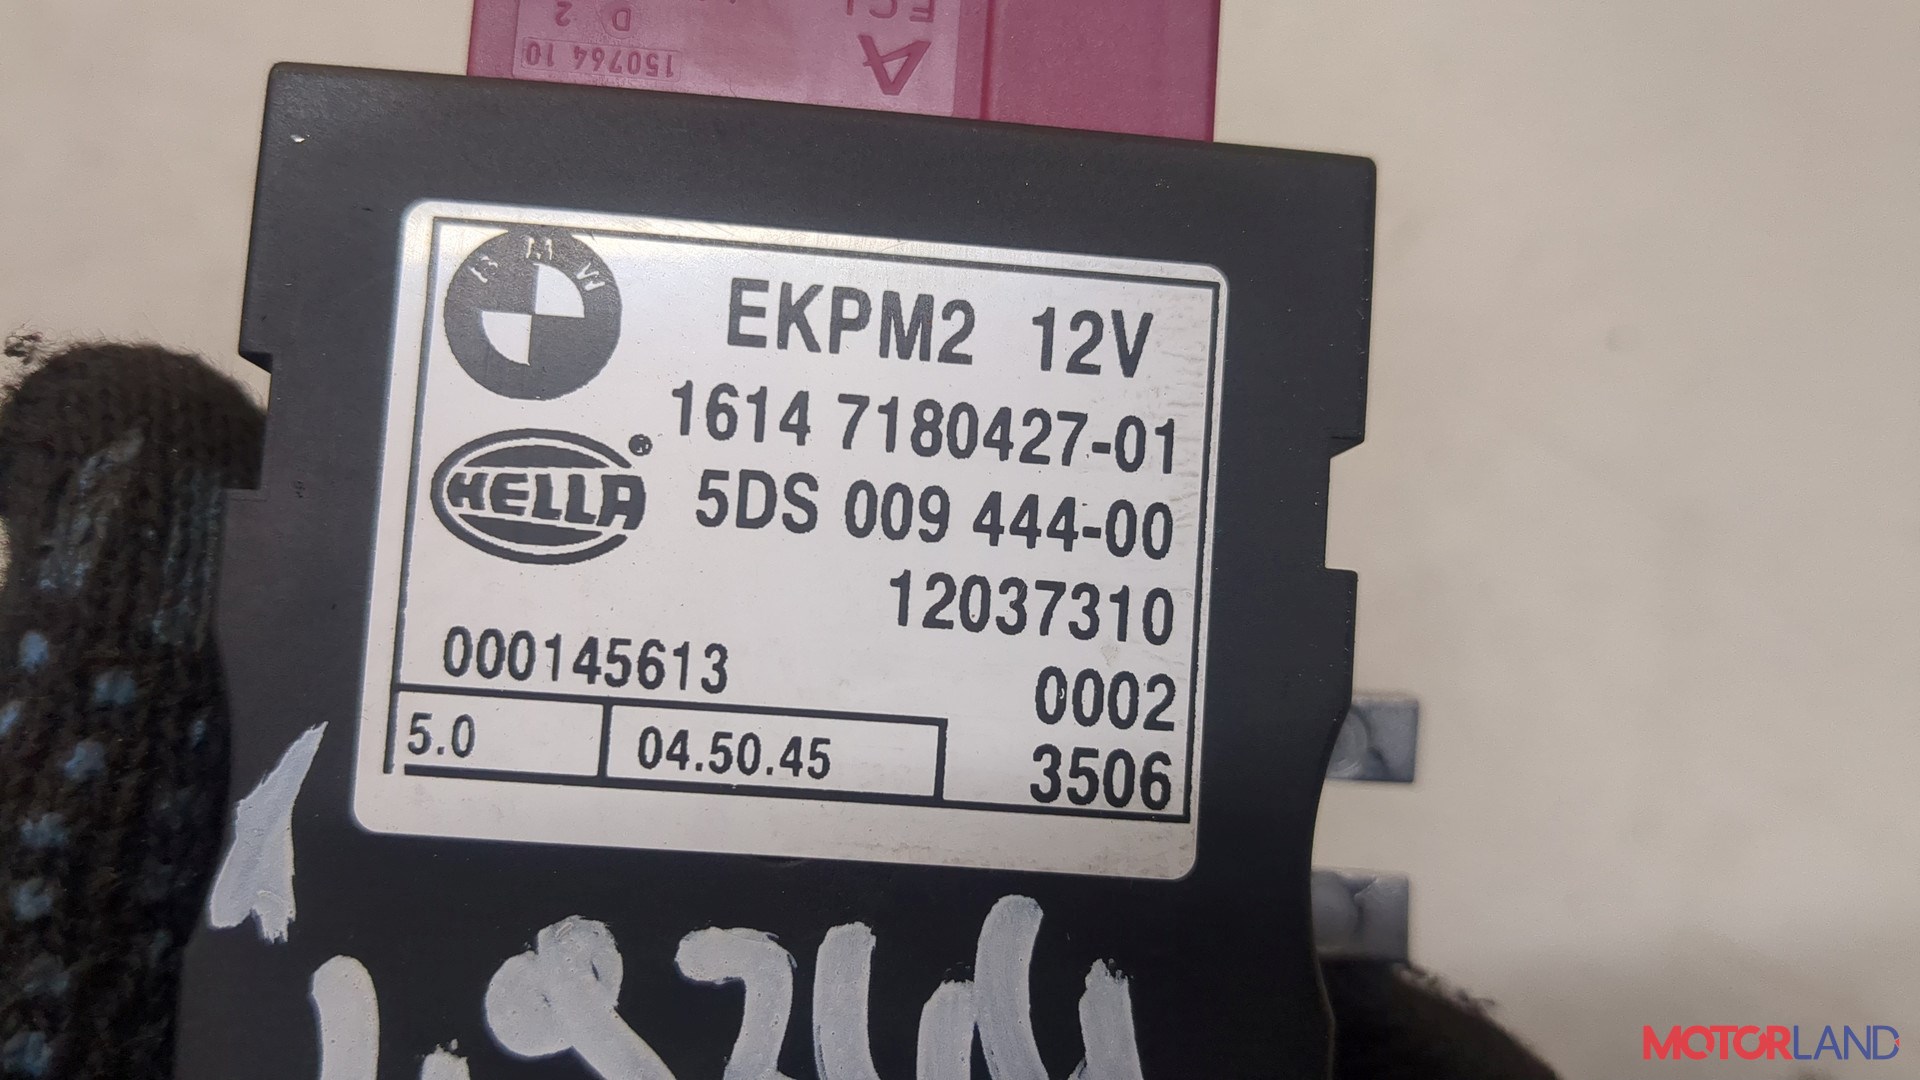 D 2
150764 10
A
BMW
EKPM2 12V
1614 7180427-01
HELLA®
5DS 009 444-00
12037310
000145613
0002
5.0
04.50.45
3506
MOTORLAND